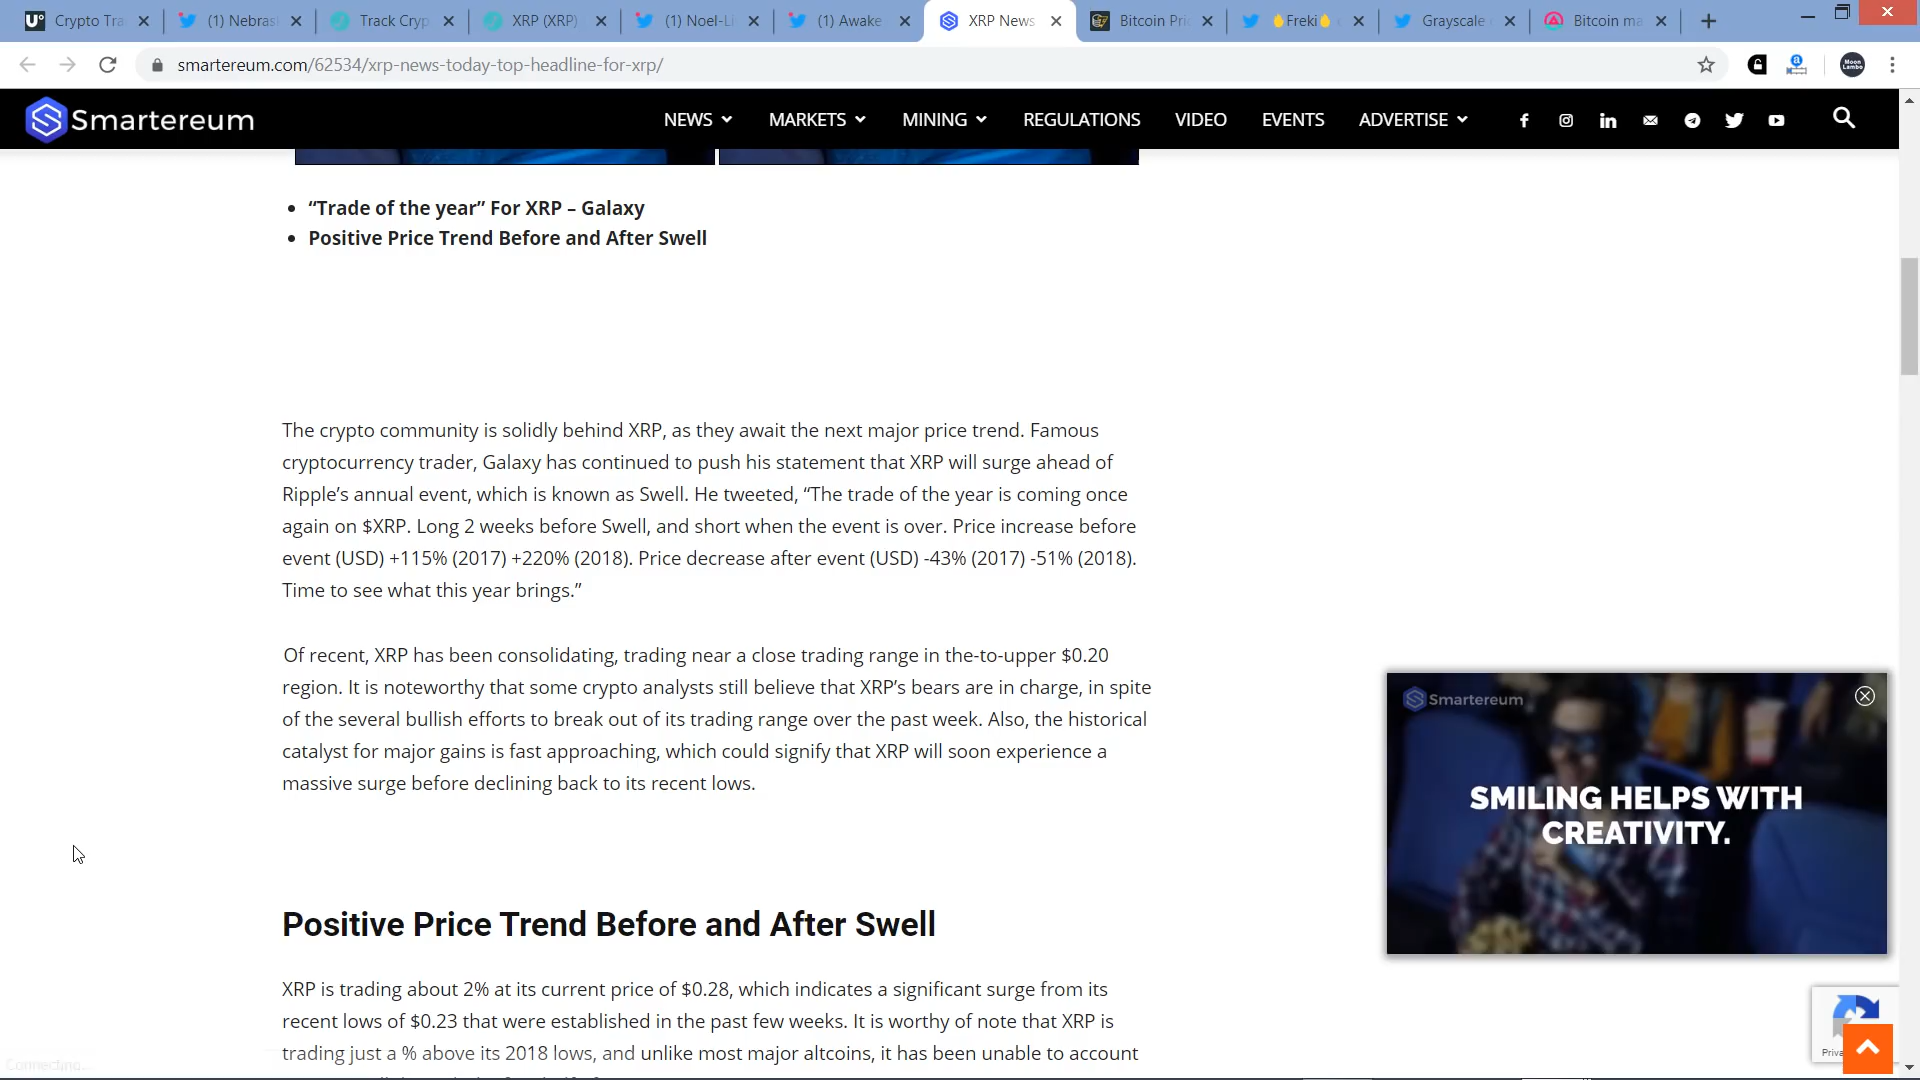 Crypto Tra
(1) Nebras
Track Cryp
XRP (XRP)
(1) Noel-Li
(1) Awake
XRP News
Bitcoin Pric
🔥Freki🔥
Grayscale
Bitcoin ma
smartereum.com/62534/xrp-news-today-top-headline-for-xrp/
Moon Lambo
Smartereum
NEWS MARKETS MINING REGULATIONS VIDEO EVENTS ADVERTISE
• “Trade of the year” For XRP – Galaxy
• Positive Price Trend Before and After Swell
The crypto community is solidly behind XRP, as they await the next major price trend. Famous
cryptocurrency trader, Galaxy has continued to push his statement that XRP will surge ahead of
Ripple’s annual event, which is known as Swell. He tweeted, “The trade of the year is coming once
again on $XRP. Long 2 weeks before Swell, and short when the event is over. Price increase before
event (USD) +115% (2017) +220% (2018). Price decrease after event (USD) -43% (2017) -51% (2018).
Time to see what this year brings.”
Of recent, XRP has been consolidating, trading near a close trading range in the-to-upper $0.20
region. It is noteworthy that some crypto analysts still believe that XRP’s bears are in charge, in spite
of the several bullish efforts to break out of its trading range over the past week. Also, the historical
catalyst for major gains is fast approaching, which could signify that XRP will soon experience a
massive surge before declining back to its recent lows.
Smartereum
SMILING HELPS WITH
CREATIVITY.
Positive Price Trend Before and After Swell
XRP is trading about 2% at its current price of $0.28, which indicates a significant surge from its
recent lows of $0.23 that were established in the past few weeks. It is worthy of note that XRP is
trading just a % above its 2018 lows, and unlike most major altcoins, it has been unable to account
Priva
Connecting...